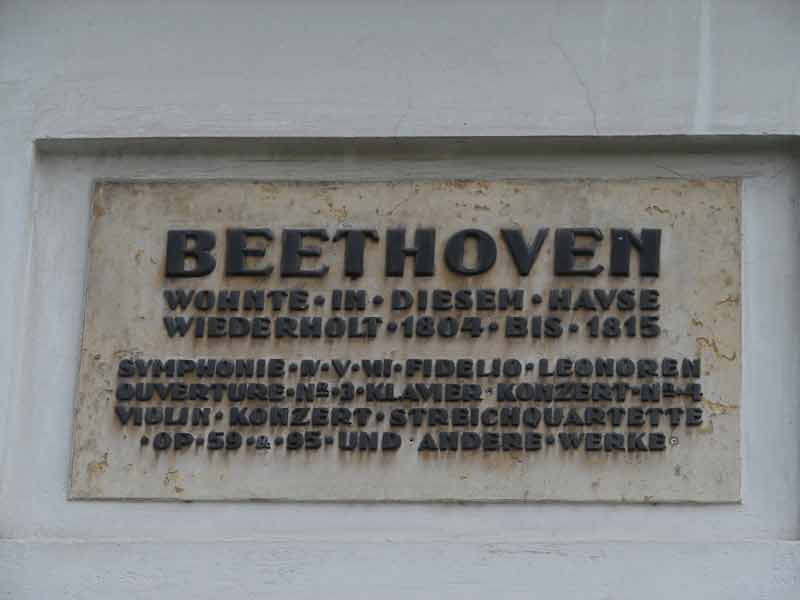 BEETHOVEN
WOHNTE · IN · DIESEM · HAVSE
WIEDERHOLT · 1804 · BIS · 1815
SYMPHONIE · IV · V · VII · FIDELIO · LEONOREN
OUVERTURE · No · 3 · KLAVIER · KONZERT · No · 4
VIOLIN · KONZERT · STREICHQUARTETTE
· OP · 59 · & · 95 · UND · ANDERE · WERKE ·